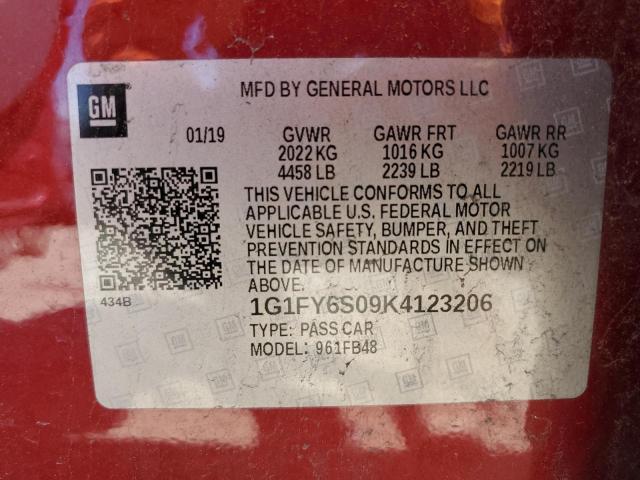 GM
MFD BY GENERAL MOTORS LLC
01/19 GVWR GAWR FRT GAWR RR
2022 KG 1016 KG 1007 KG
4458 LB 2239 LB 2219 LB
THIS VEHICLE CONFORMS TO ALL
APPLICABLE U.S. FEDERAL MOTOR
VEHICLE SAFETY, BUMPER, AND THEFT
PREVENTION STANDARDS IN EFFECT ON
THE DATE OF MANUFACTURE SHOWN
ABOVE.
434B
1G1FY6S09K4123206
TYPE: PASS CAR
MODEL: 961FB48